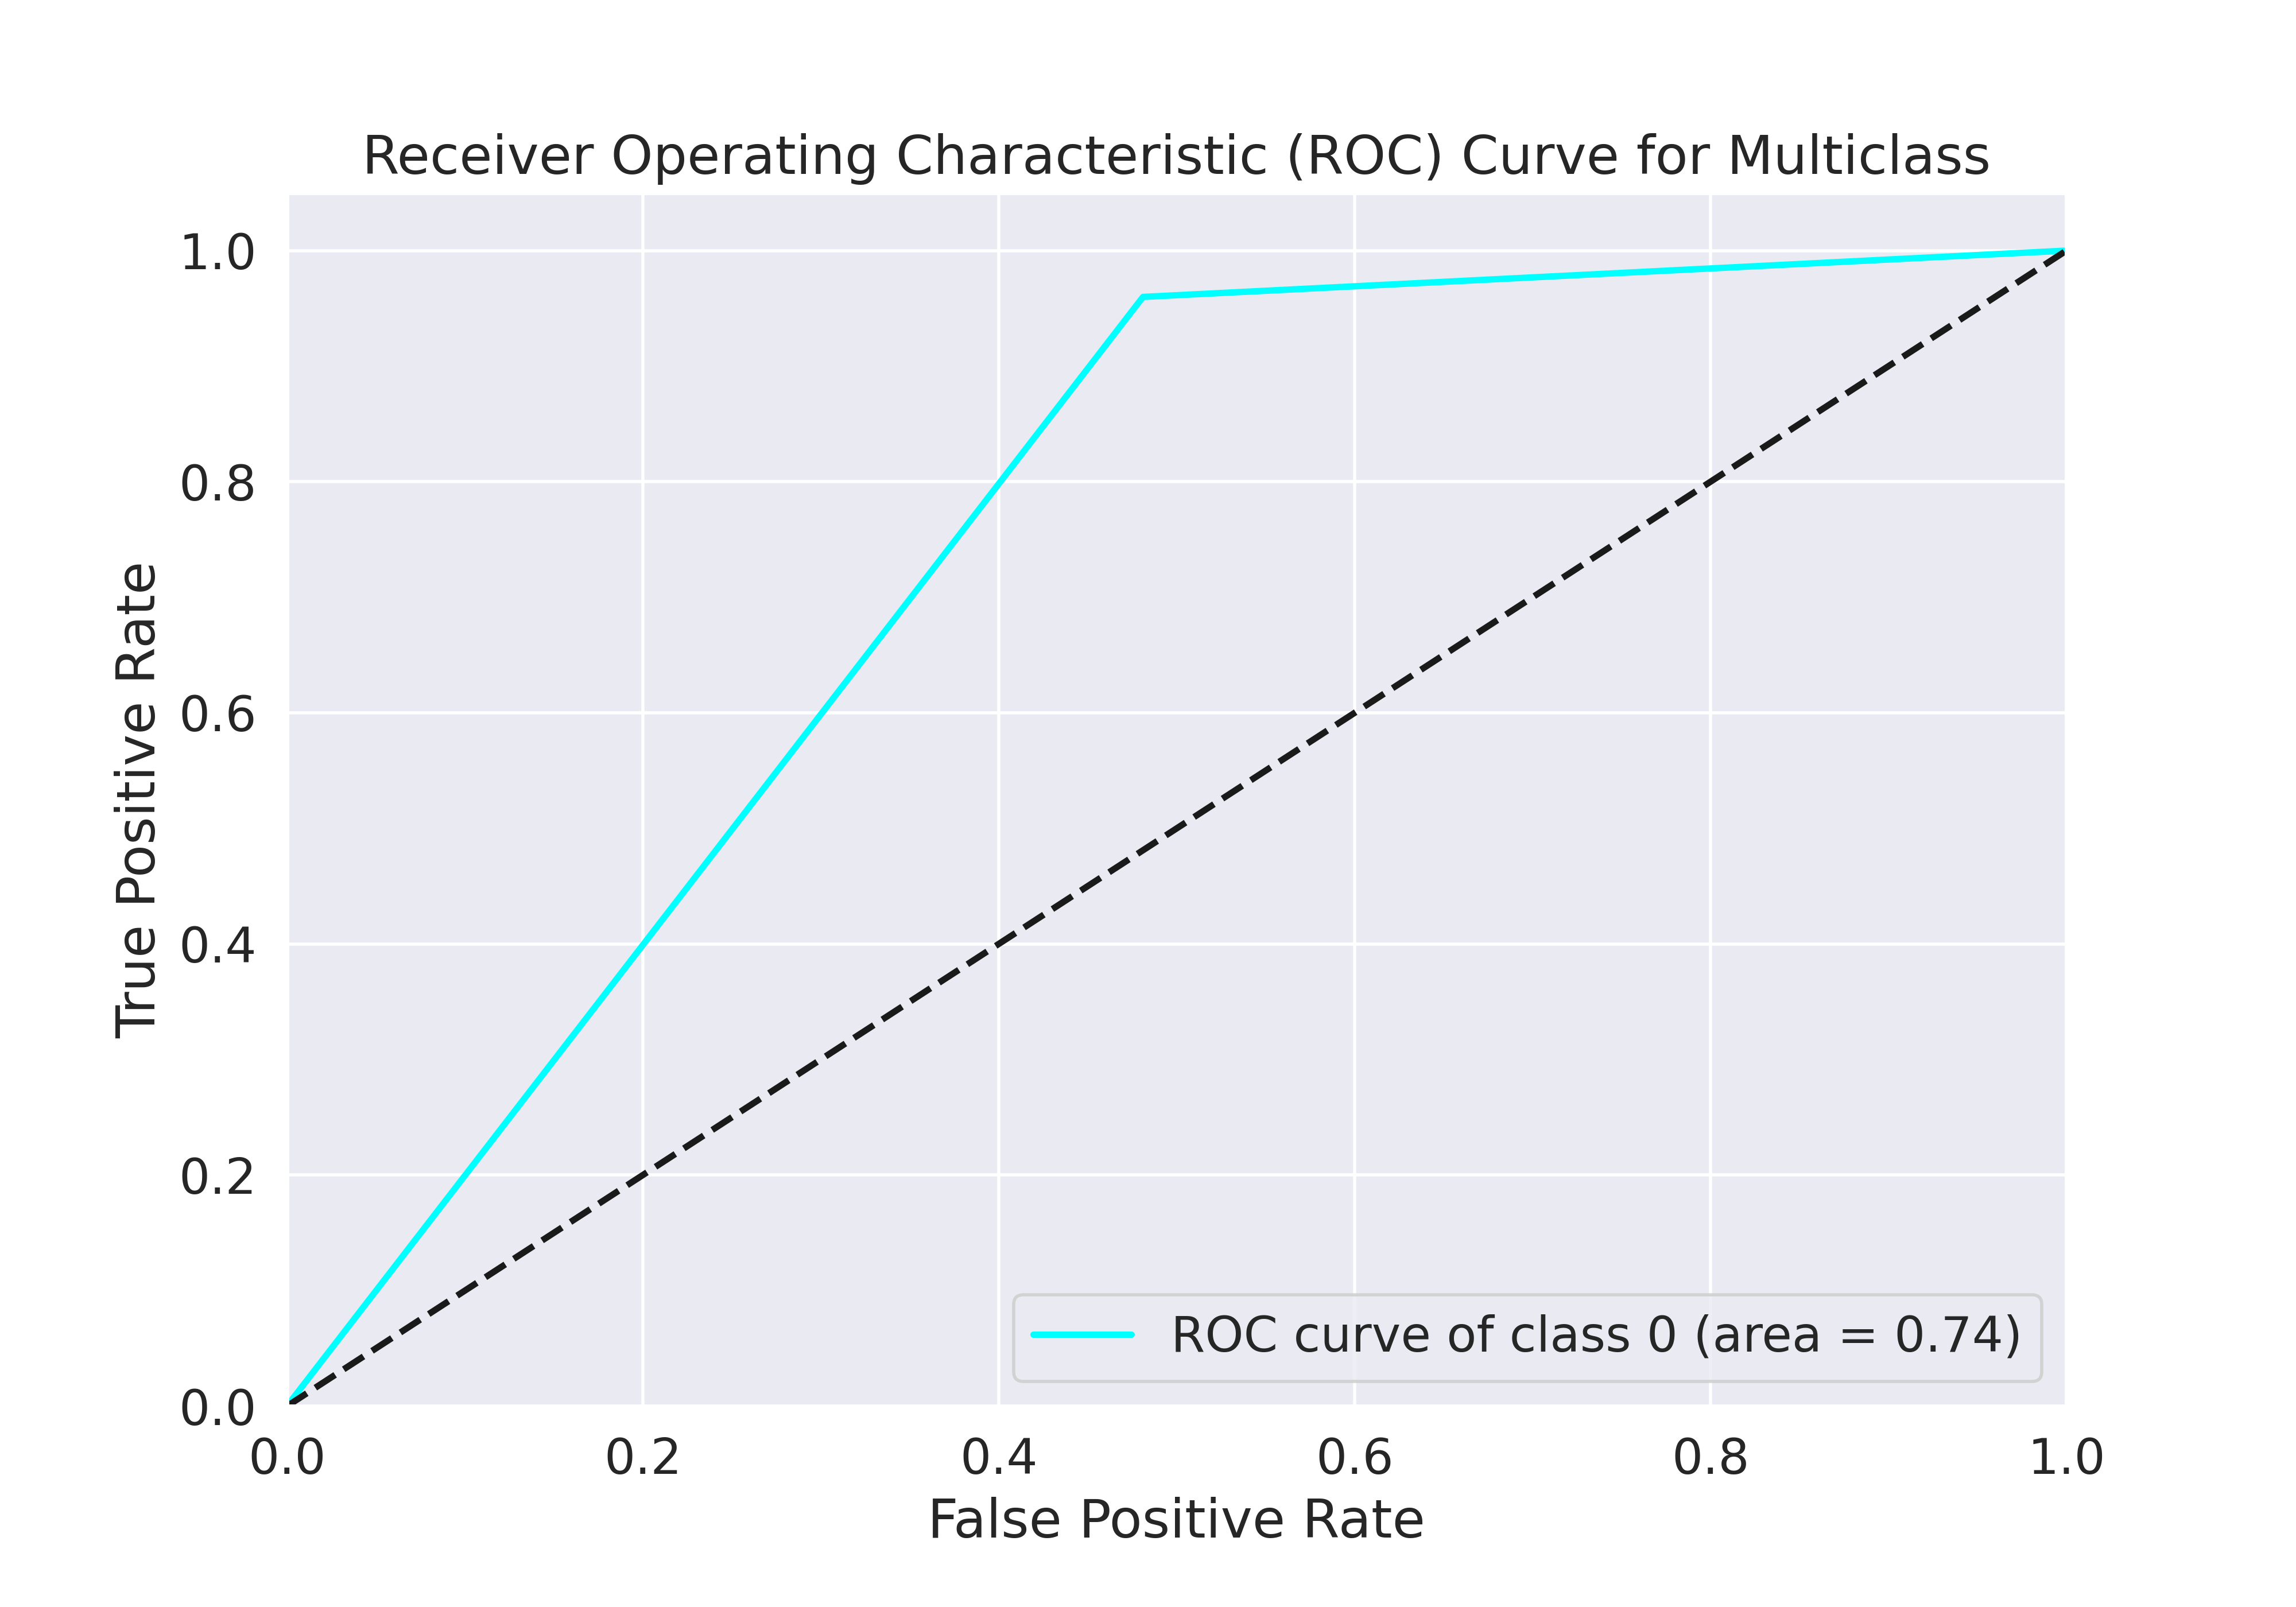 Receiver Operating Characteristic (ROC) Curve for Multiclass
True Positive Rate
1.0
0.8
0.6
0.4
0.2
0.0
ROC curve of class 0 (area = 0.74)
0.0 0.2 0.4 0.6 0.8 1.0
False Positive Rate